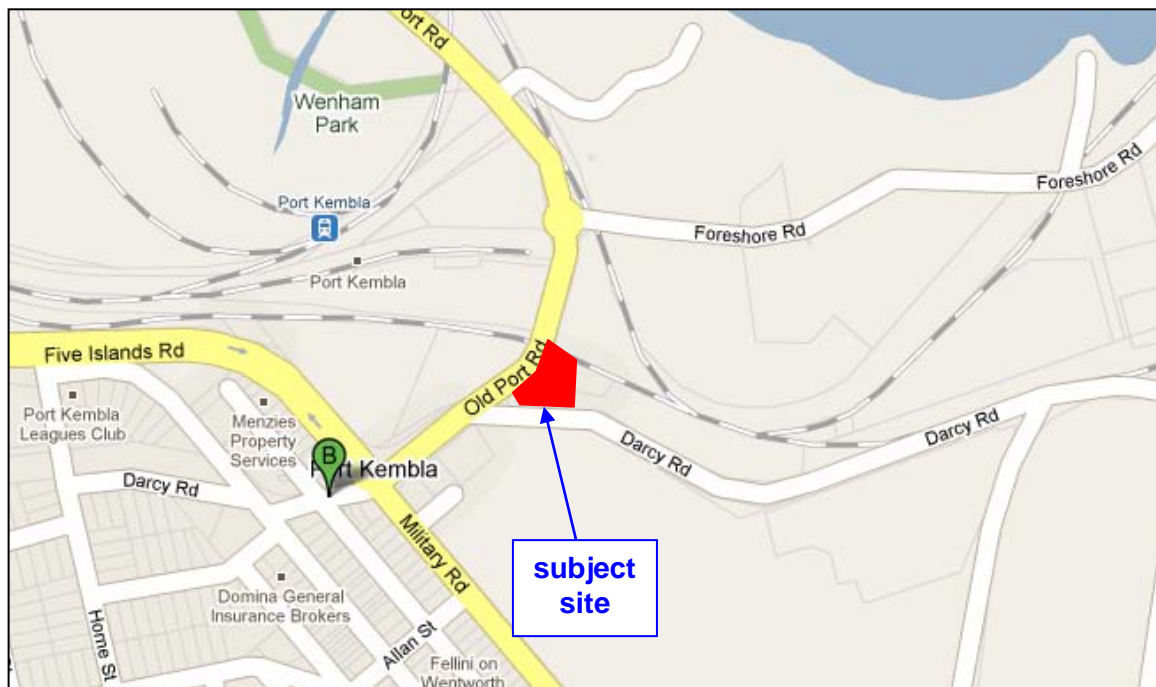 ort Rd
Wenham
Park
Port Kembla
Port Kembla
Foreshore Rd
Foreshore Rd
Five Islands Rd
Old Port Rd
Port Kembla
Leagues Club
Menzies
Property
Services
B
Port Kembla
Darcy Rd
Darcy Rd
Darcy Rd
Military Rd
subject
site
Domina General
Insurance Brokers
Home St
Allan St
Fellini on
Wentworth